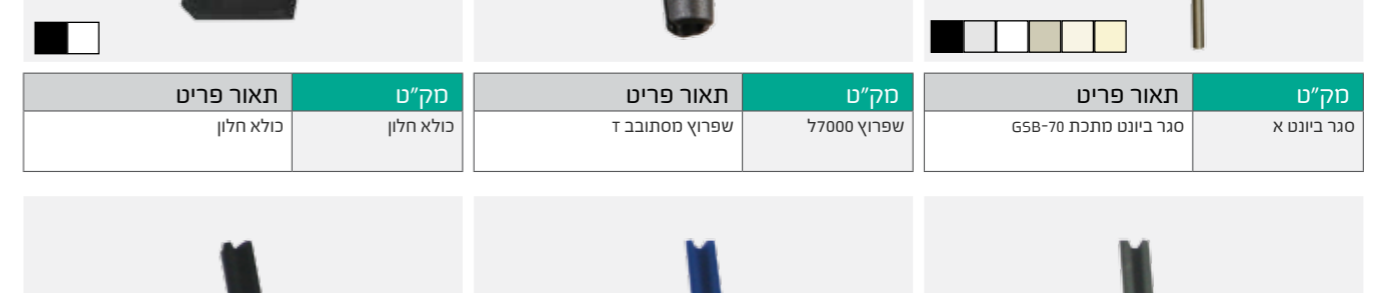 מק״ט תאור פריט
סגר ביונט א סגר ביונט מתכת GSB-70
מק״ט תאור פריט
שפרוץ 7000ל שפרוץ מסתובב T
מק״ט תאור פריט
כולא חלון כולא חלון